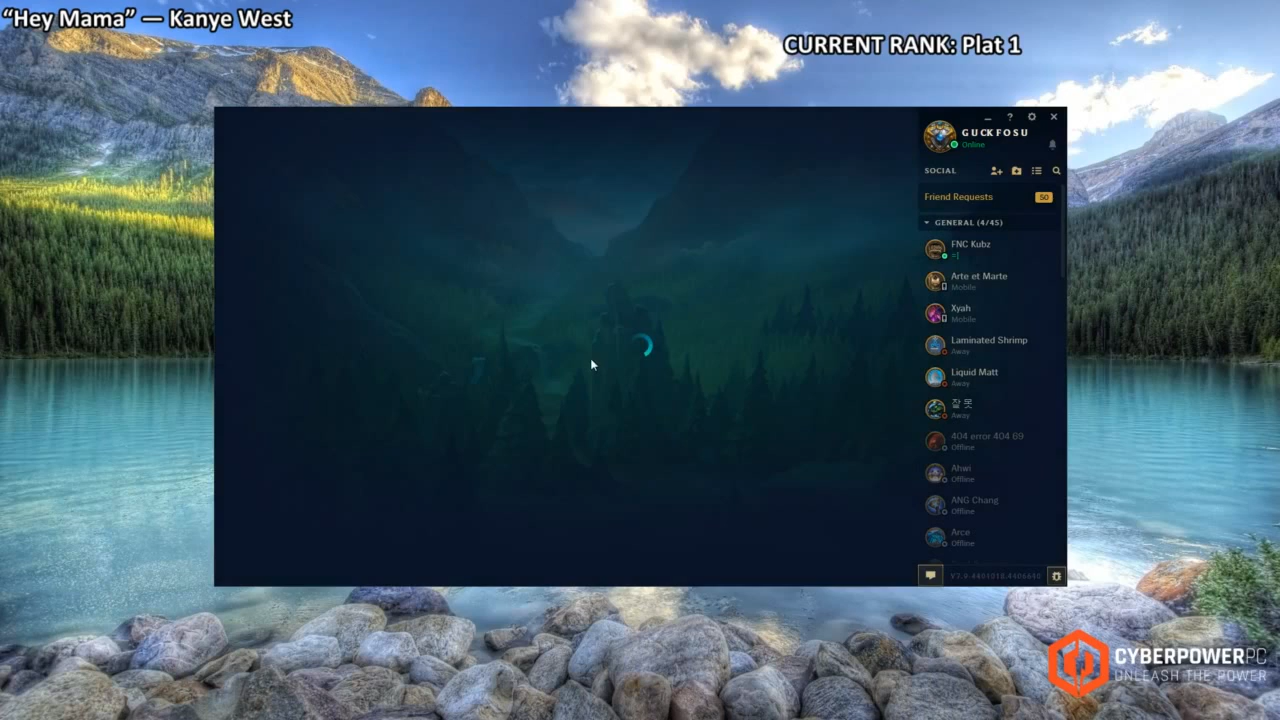 “Hey Mama” — Kanye West
CURRENT RANK: Plat 1
?
G U C K F O S U
Online
SOCIAL
Friend Requests
50
GENERAL (4/45)
FNC Kubz
=[
Arte et Marte
Mobile
Xyah
Mobile
Laminated Shrimp
Away
Liquid Matt
Away
잘 못
Away
404 error 404 69
Offline
Ahwi
Offline
ANG Chang
Offline
Arce
Offline
CYBERPOWERPC
UNLEASH THE POWER